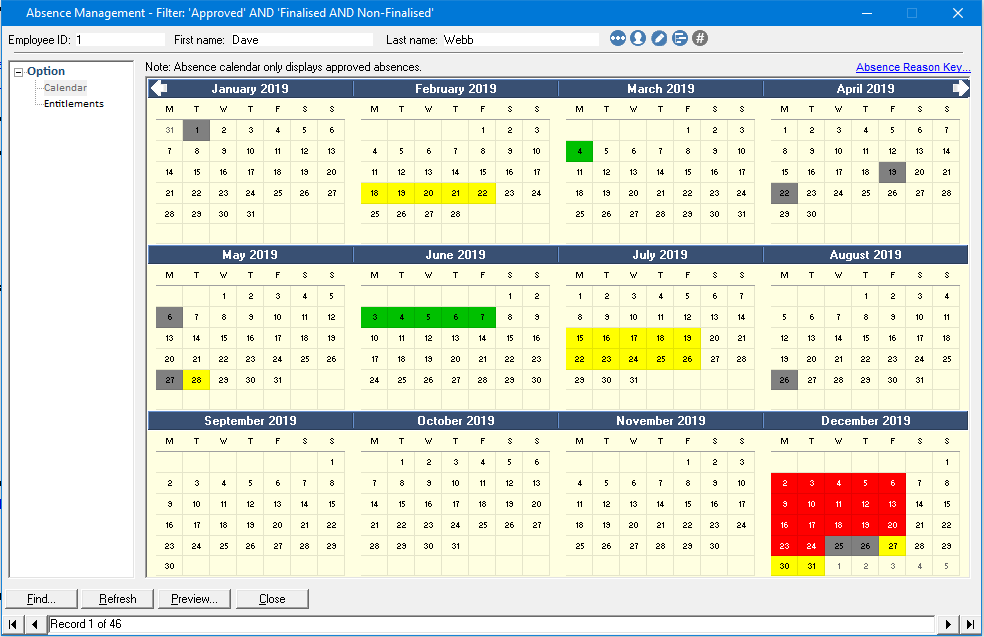 Absence Management - Filter: 'Approved' AND 'Finalised AND Non-Finalised'
Employee ID: 1 First name: Dave Last name: Webb #
Option
Calendar
Entitlements
Note: Absence calendar only displays approved absences. Absence Reason Key...
January 2019 February 2019 March 2019 April 2019
M T W T F S S M T W T F S S M T W T F S S M T W T F S S
31 1 2 3 4 5 6 1 2 3 1 2 3 1 2 3 4 5 6 7
7 8 9 10 11 12 13 4 5 6 7 8 9 10 4 5 6 7 8 9 10 8 9 10 11 12 13 14
14 15 16 17 18 19 20 11 12 13 14 15 16 17 11 12 13 14 15 16 17 15 16 17 18 19 20 21
21 22 23 24 25 26 27 18 19 20 21 22 23 24 18 19 20 21 22 23 24 22 23 24 25 26 27 28
28 29 30 31 25 26 27 28 25 26 27 28 29 30 31 29 30
May 2019 June 2019 July 2019 August 2019
M T W T F S S M T W T F S S M T W T F S S M T W T F S S
1 2 3 4 5 1 2 1 2 3 4 5 6 7 1 2 3 4
6 7 8 9 10 11 12 3 4 5 6 7 8 9 8 9 10 11 12 13 14 5 6 7 8 9 10 11
13 14 15 16 17 18 19 10 11 12 13 14 15 16 15 16 17 18 19 20 21 12 13 14 15 16 17 18
20 21 22 23 24 25 26 17 18 19 20 21 22 23 22 23 24 25 26 27 28 19 20 21 22 23 24 25
27 28 29 30 31 24 25 26 27 28 29 30 29 30 31 26 27 28 29 30 31
September 2019 October 2019 November 2019 December 2019
M T W T F S S M T W T F S S M T W T F S S M T W T F S S
1 1 2 3 4 5 6 1 2 3 1
2 3 4 5 6 7 8 7 8 9 10 11 12 13 4 5 6 7 8 9 10 2 3 4 5 6 7 8
9 10 11 12 13 14 15 14 15 16 17 18 19 20 11 12 13 14 15 16 17 9 10 11 12 13 14 15
16 17 18 19 20 21 22 21 22 23 24 25 26 27 18 19 20 21 22 23 24 16 17 18 19 20 21 22
23 24 25 26 27 28 29 28 29 30 31 25 26 27 28 29 30 23 24 25 26 27 28 29
30 30 31 1 2 3 4 5
Find... Refresh Preview... Close
Record 1 of 46